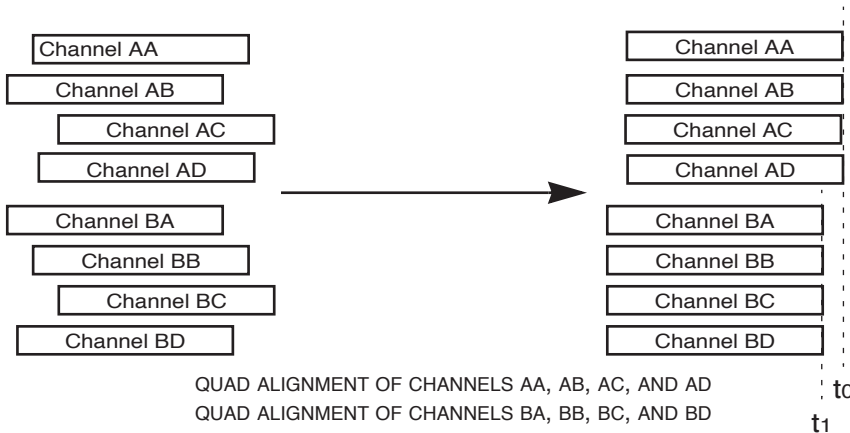 Channel AA
Channel AB
Channel AC
Channel AD
Channel BA
Channel BB
Channel BC
Channel BD
Channel AA
Channel AB
Channel AC
Channel AD
Channel BA
Channel BB
Channel BC
Channel BD
QUAD ALIGNMENT OF CHANNELS AA, AB, AC, AND AD
QUAD ALIGNMENT OF CHANNELS BA, BB, BC, AND BD
t0
t1